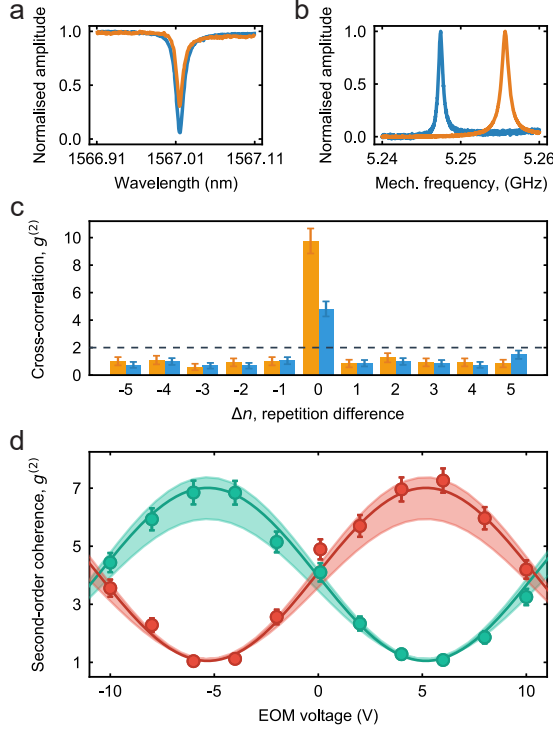 a
b
Normalised amplitude
1.0
0.5
0.0
1566.91 1567.01 1567.11
Wavelength (nm)
Normalised amplitude
1.0
0.5
0.0
5.24 5.25 5.26
Mech. frequency, (GHz)
c
Cross-correlation, g⁽²⁾
10
8
6
4
2
0
-5 -4 -3 -2 -1 0 1 2 3 4 5
Δn, repetition difference
d
Second-order coherence, g⁽²⁾
7
5
3
1
-10 -5 0 5 10
EOM voltage (V)